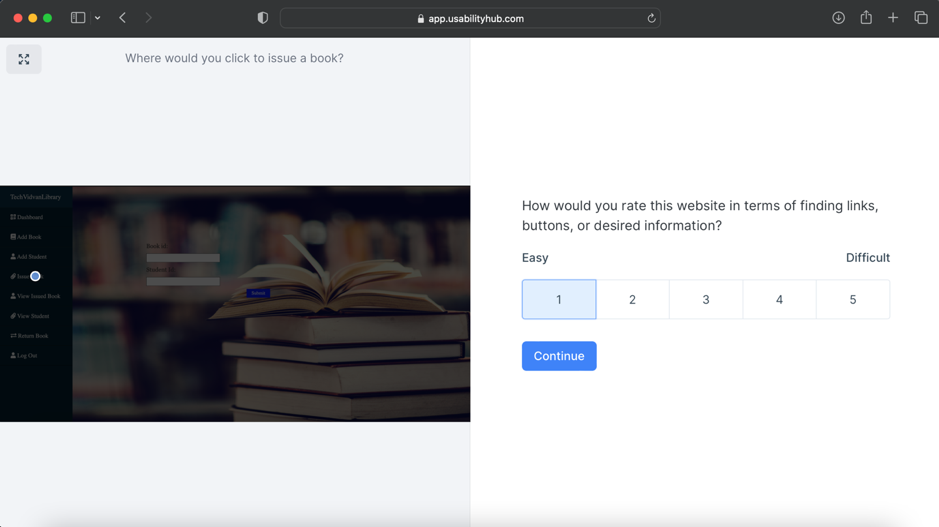 app.usabilityhub.com
Where would you click to issue a book?
TechVidvanLibrary
Dashboard
Add Book
Add Student
Issue
View Issued Book
View Student
Return Book
Log Out
Book id
Student id
Submit
How would you rate this website in terms of finding links,
buttons, or desired information?
Easy
Difficult
1
2
3
4
5
Continue